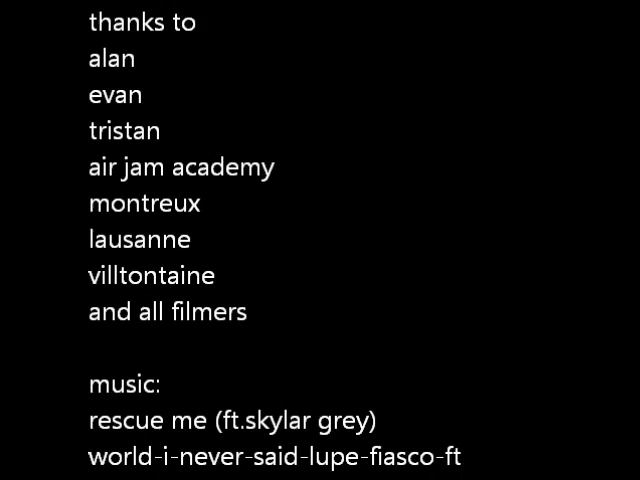 thanks to
alan
evan
tristan
air jam academy
montreux
lausanne
villtontaine
and all filmers
music:
rescue me (ft.skylar grey)
world-i-never-said-lupe-fiasco-ft